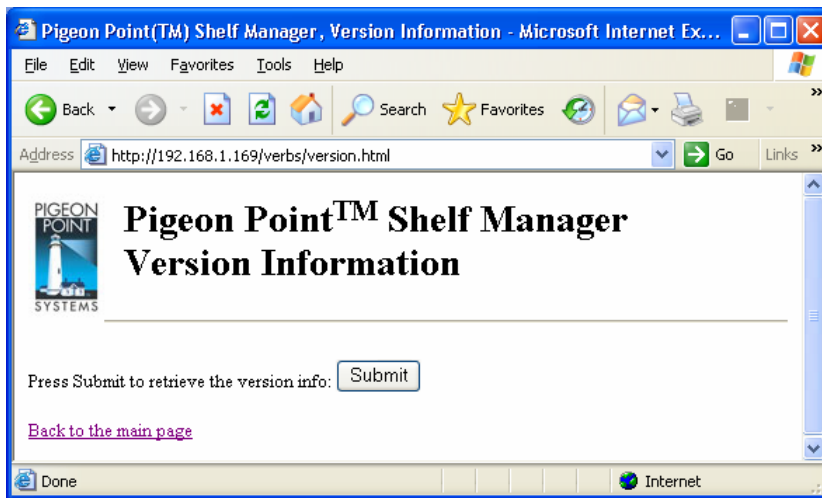 Pigeon Point(TM) Shelf Manager, Version Information - Microsoft Internet Ex...
File Edit View Favorites Tools Help
Back Search Favorites »
Address http://192.168.1.169/verbs/version.html Go Links »
PIGEON
POINT
SYSTEMS
Pigeon Point™ Shelf Manager
Version Information
Press Submit to retrieve the version info: Submit
Back to the main page
Done Internet